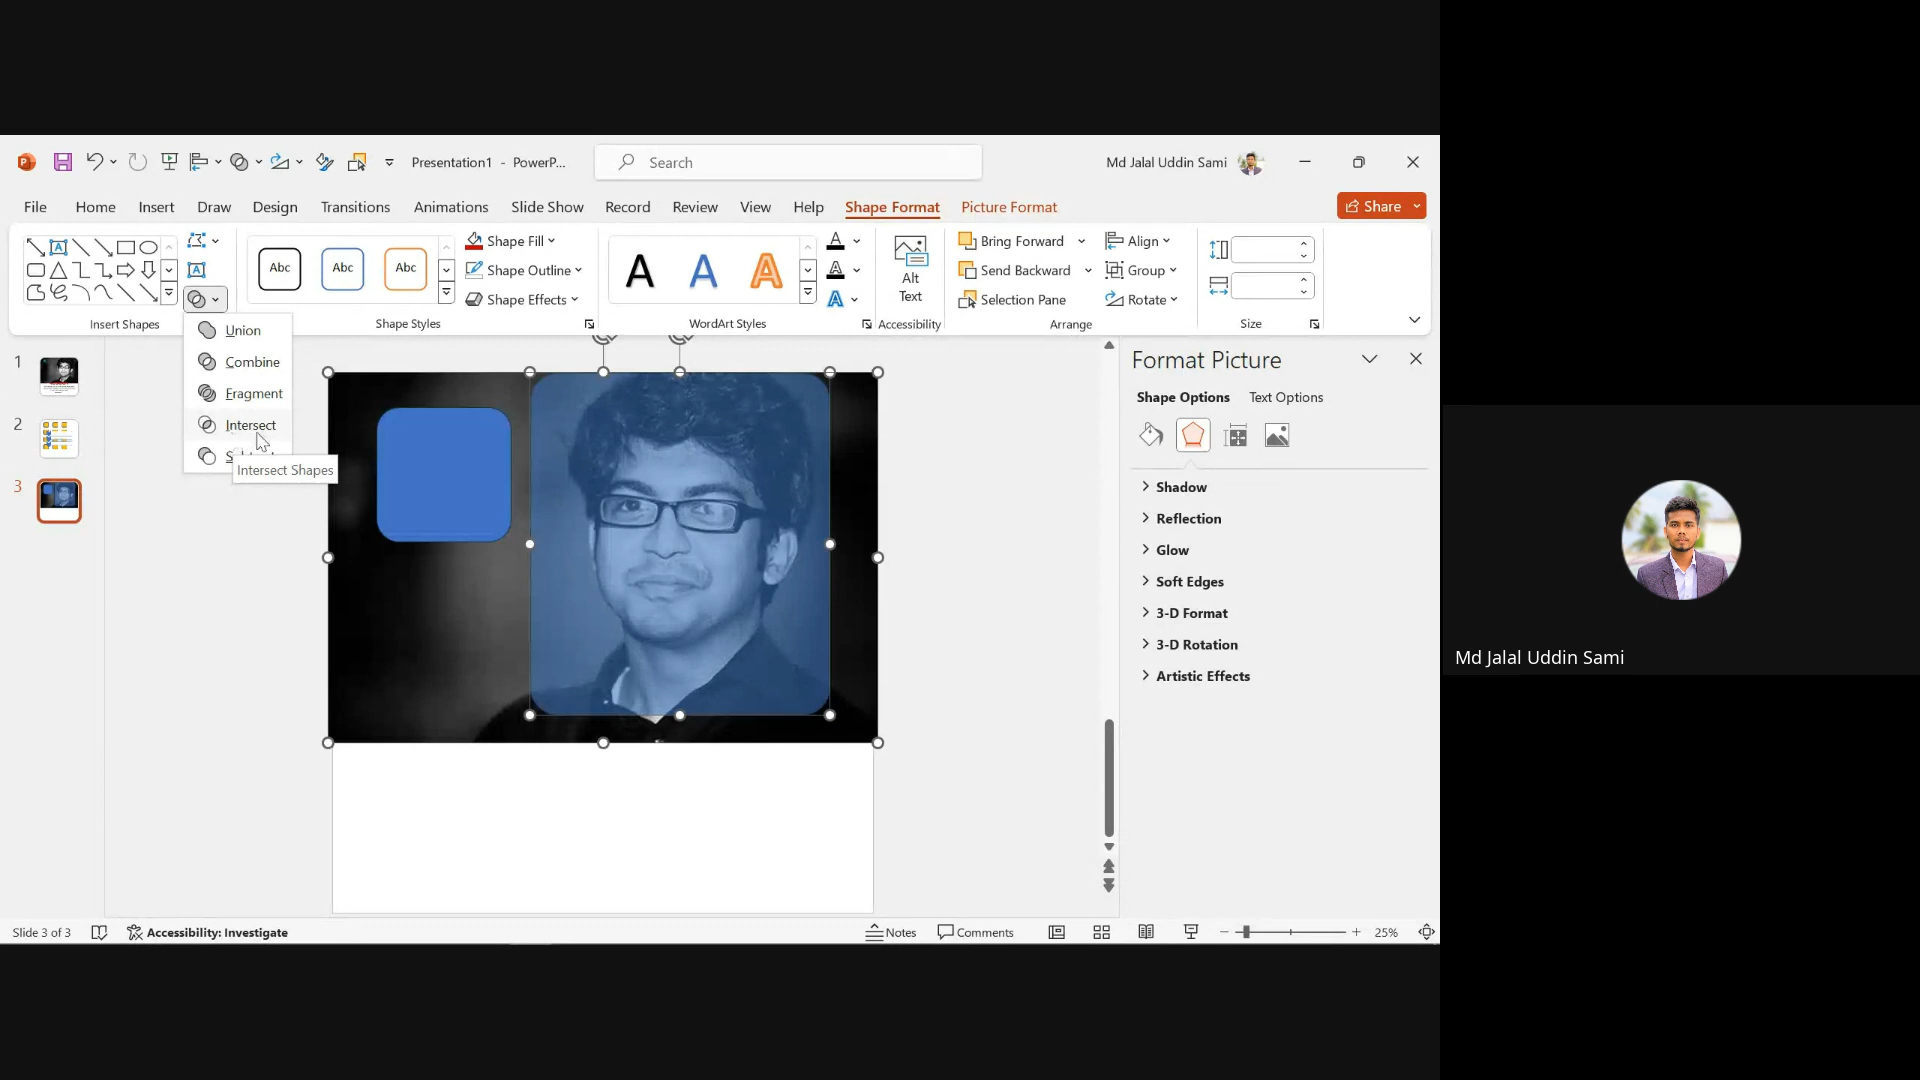 Presentation1 - PowerP...
Search
Md Jalal Uddin Sami
File Home Insert Draw Design Transitions Animations Slide Show Record Review View Help Shape Format Picture Format
Share
Abc Abc Abc
Shape Fill
Shape Outline
Shape Effects
A A A
A
A
A
Alt
Text
Bring Forward
Send Backward
Selection Pane
Align
Group
Rotate
Insert Shapes Shape Styles WordArt Styles Accessibility Arrange Size
Union
Combine
Fragment
Intersect
Intersect Shapes
1
2
3
Format Picture
Shape Options Text Options
Shadow
Reflection
Glow
Soft Edges
3-D Format
3-D Rotation
Artistic Effects
Slide 3 of 3 Accessibility: Investigate Notes Comments 25%
Md Jalal Uddin Sami